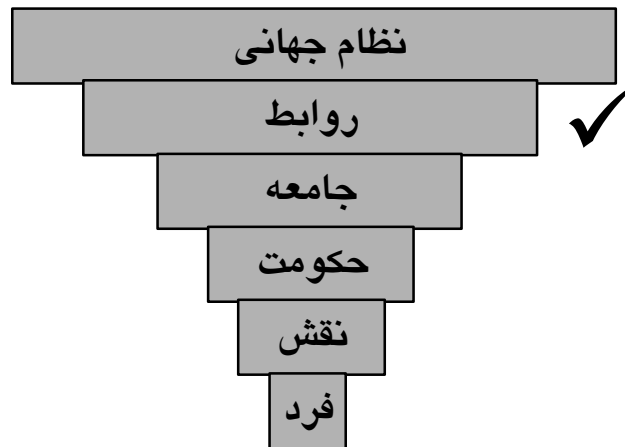 نظام جهانی
روابط
جامعه
حکومت
نقش
فرد